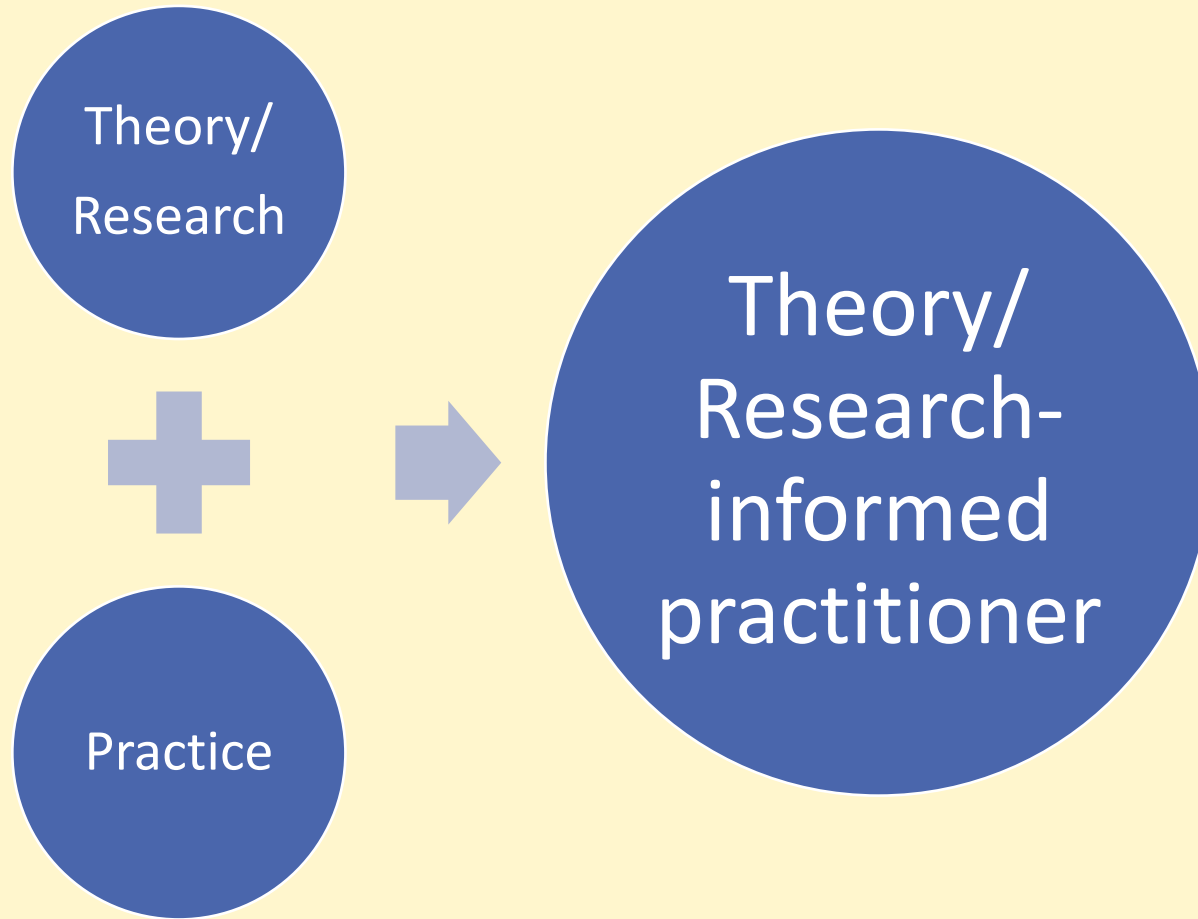 Theory/
Research
Practice
Theory/
Research-
informed
practitioner